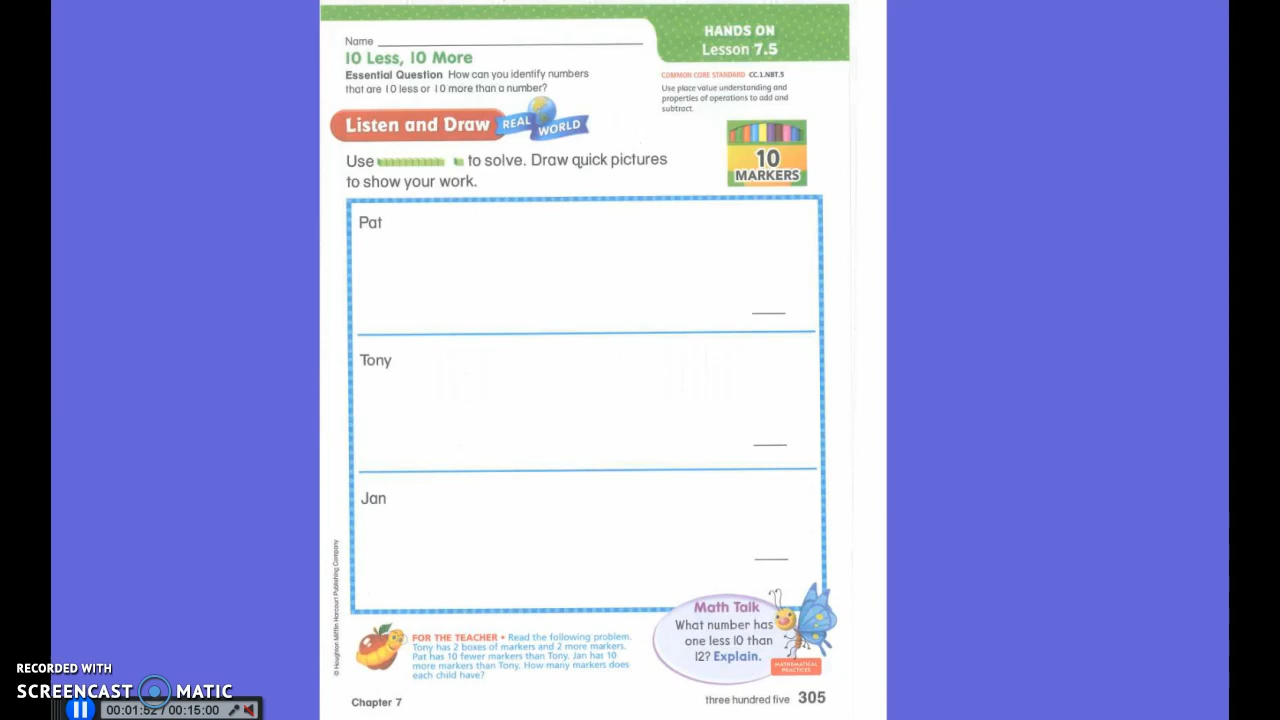 HANDS ON
Lesson 7.5
Name
10 Less, 10 More
Essential Question How can you identify numbers
that are 10 less or 10 more than a number?
COMMON CORE STANDARD CC.1.NBT.5
Use place value understanding and
properties of operations to add and
subtract.
Listen and Draw
REAL WORLD
Use to solve. Draw quick pictures
to show your work.
10
MARKERS
Pat
Tony
Jan
© Houghton Mifflin Harcourt Publishing Company
Math Talk
What number has
one less 10 than
12? Explain.
MATHEMATICAL
PRACTICES
FOR THE TEACHER • Read the following problem.
Tony has 2 boxes of markers and 2 more markers.
Pat has 10 fewer markers than Tony. Jan has 10
more markers than Tony. How many markers does
each child have?
Chapter 7
three hundred five 305
RECORDED WITH
SCREENCAST MATIC
00:01:52 / 00:15:00